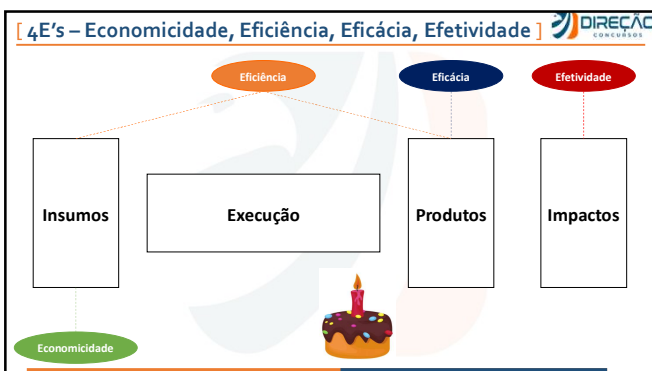 [ 4E's – Economicidade, Eficiência, Eficácia, Efetividade ]
DIREÇÃO
CONCURSOS
Eficiência
Eficácia
Efetividade
Insumos
Execução
Produtos
Impactos
Economicidade